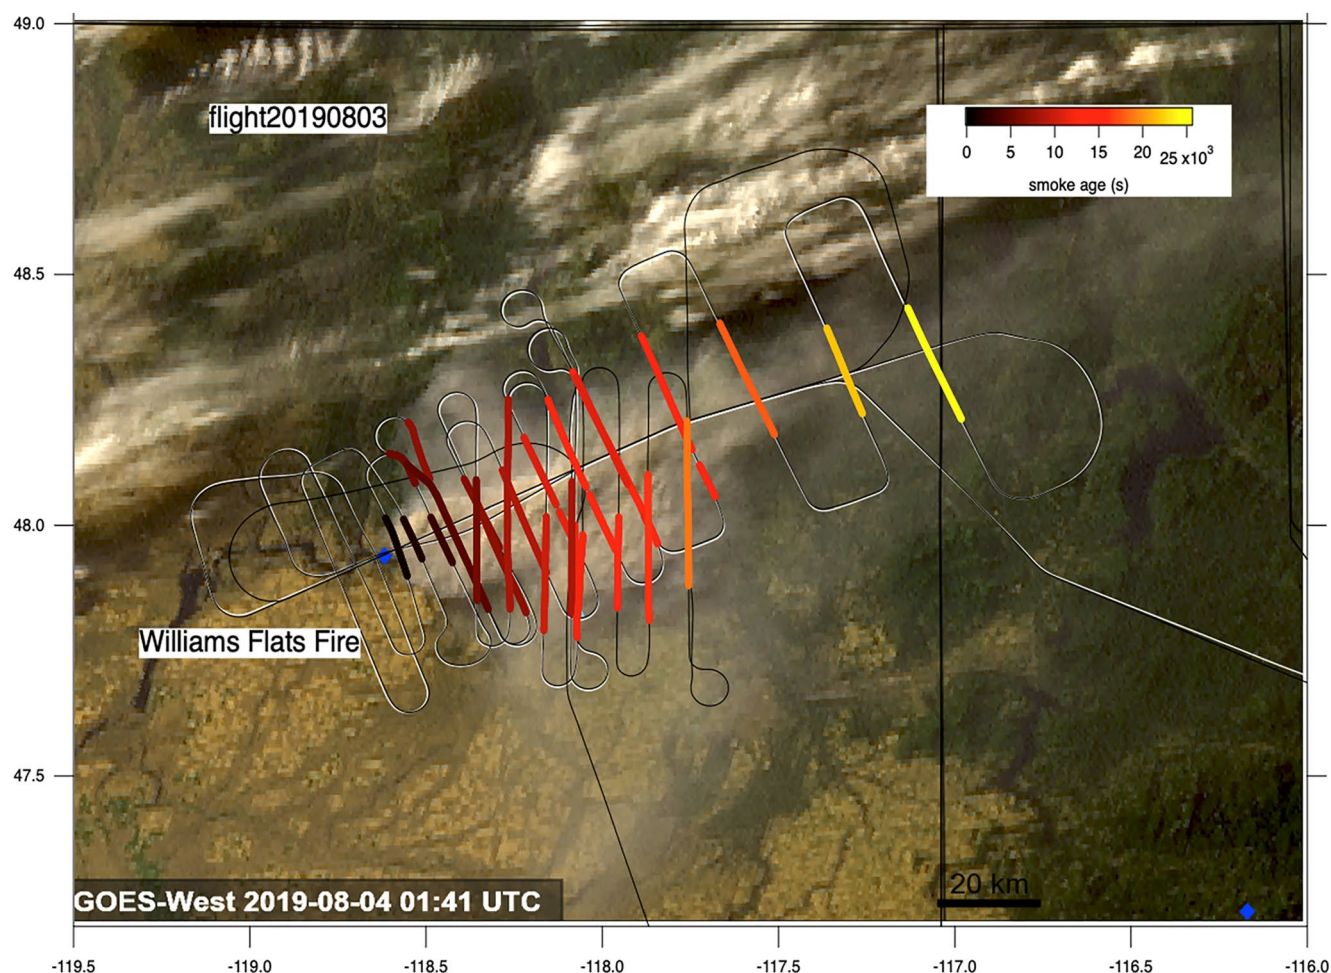 49.0
flight20190803
0 5 10 15 20 25 x10³
smoke age (s)
48.5
48.0
Williams Flats Fire
47.5
20 km
GOES-West 2019-08-04 01:41 UTC
-119.5 -119.0 -118.5 -118.0 -117.5 -117.0 -116.5 -116.0